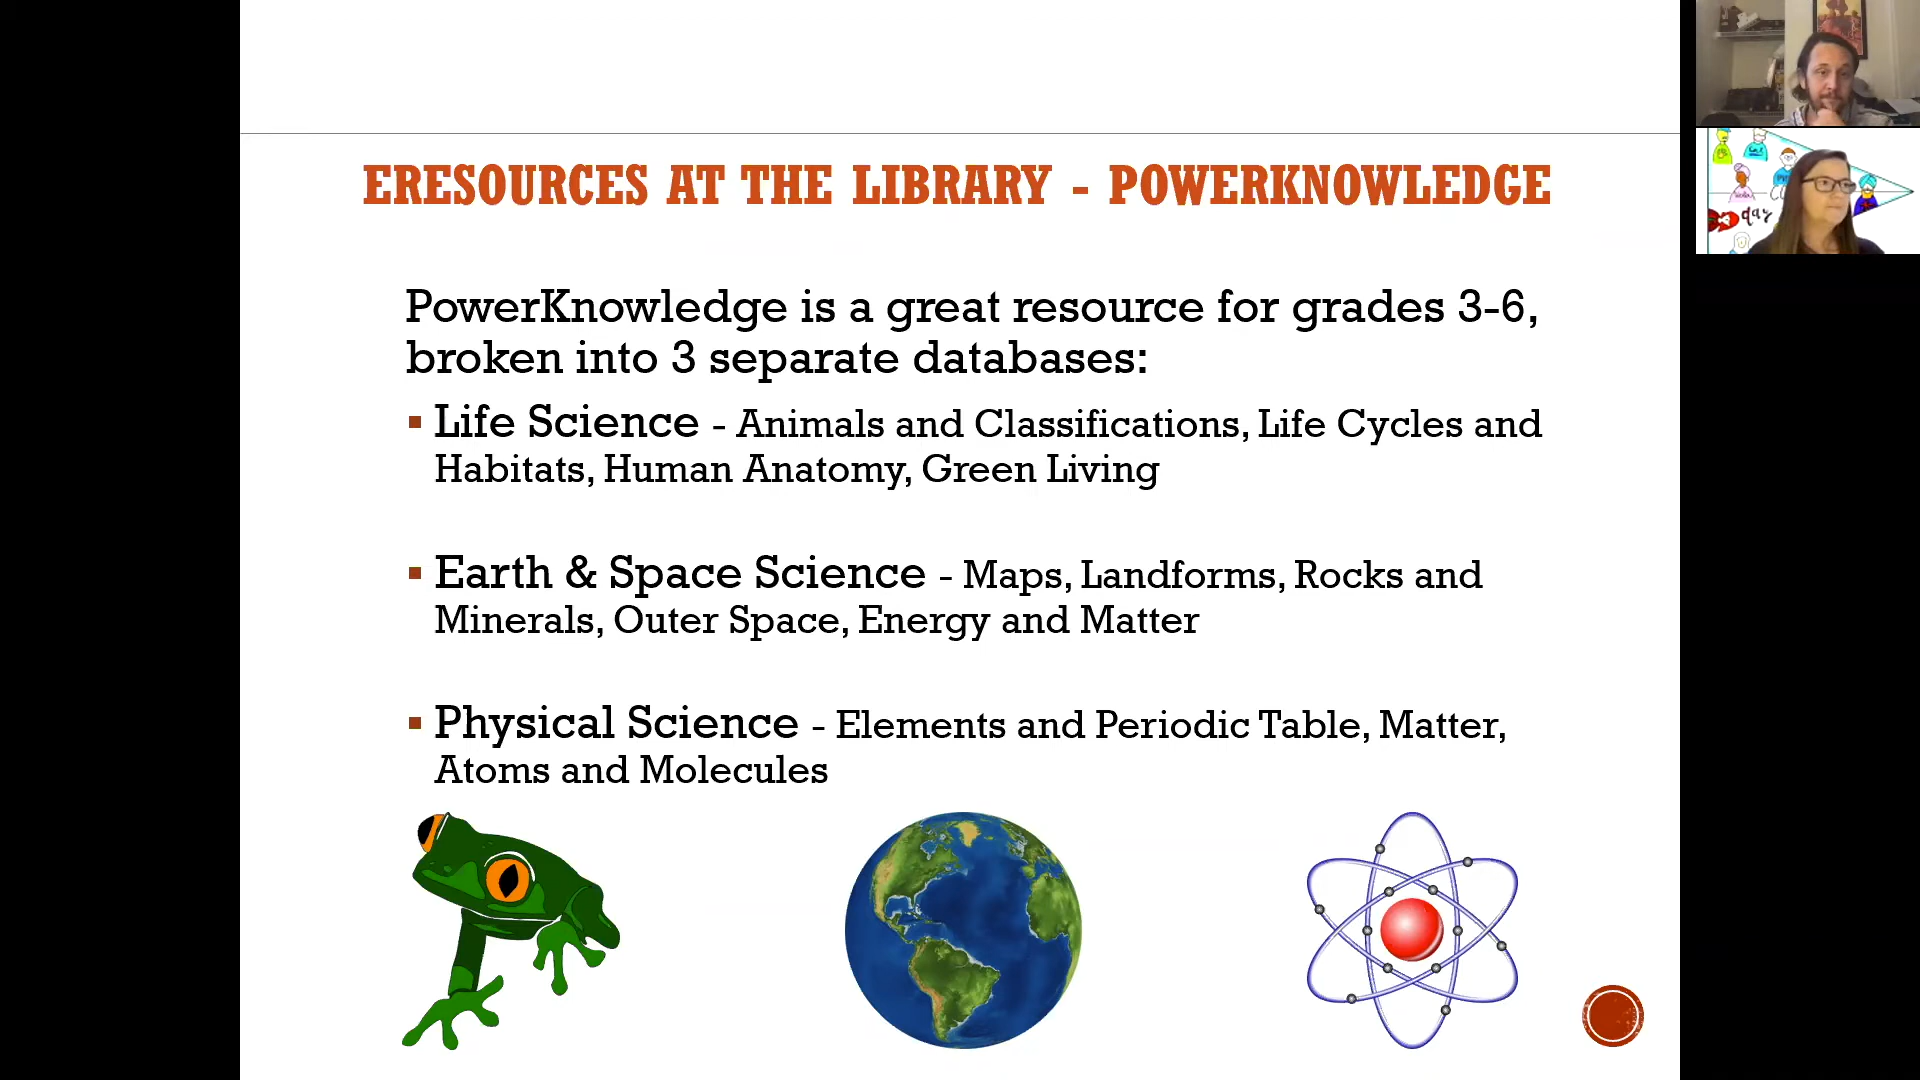 ERESOURCES AT THE LIBRARY - POWERKNOWLEDGE
PowerKnowledge is a great resource for grades 3-6,
broken into 3 separate databases:
▪ Life Science - Animals and Classifications, Life Cycles and
Habitats, Human Anatomy, Green Living
▪ Earth & Space Science - Maps, Landforms, Rocks and
Minerals, Outer Space, Energy and Matter
▪ Physical Science - Elements and Periodic Table, Matter,
Atoms and Molecules
day